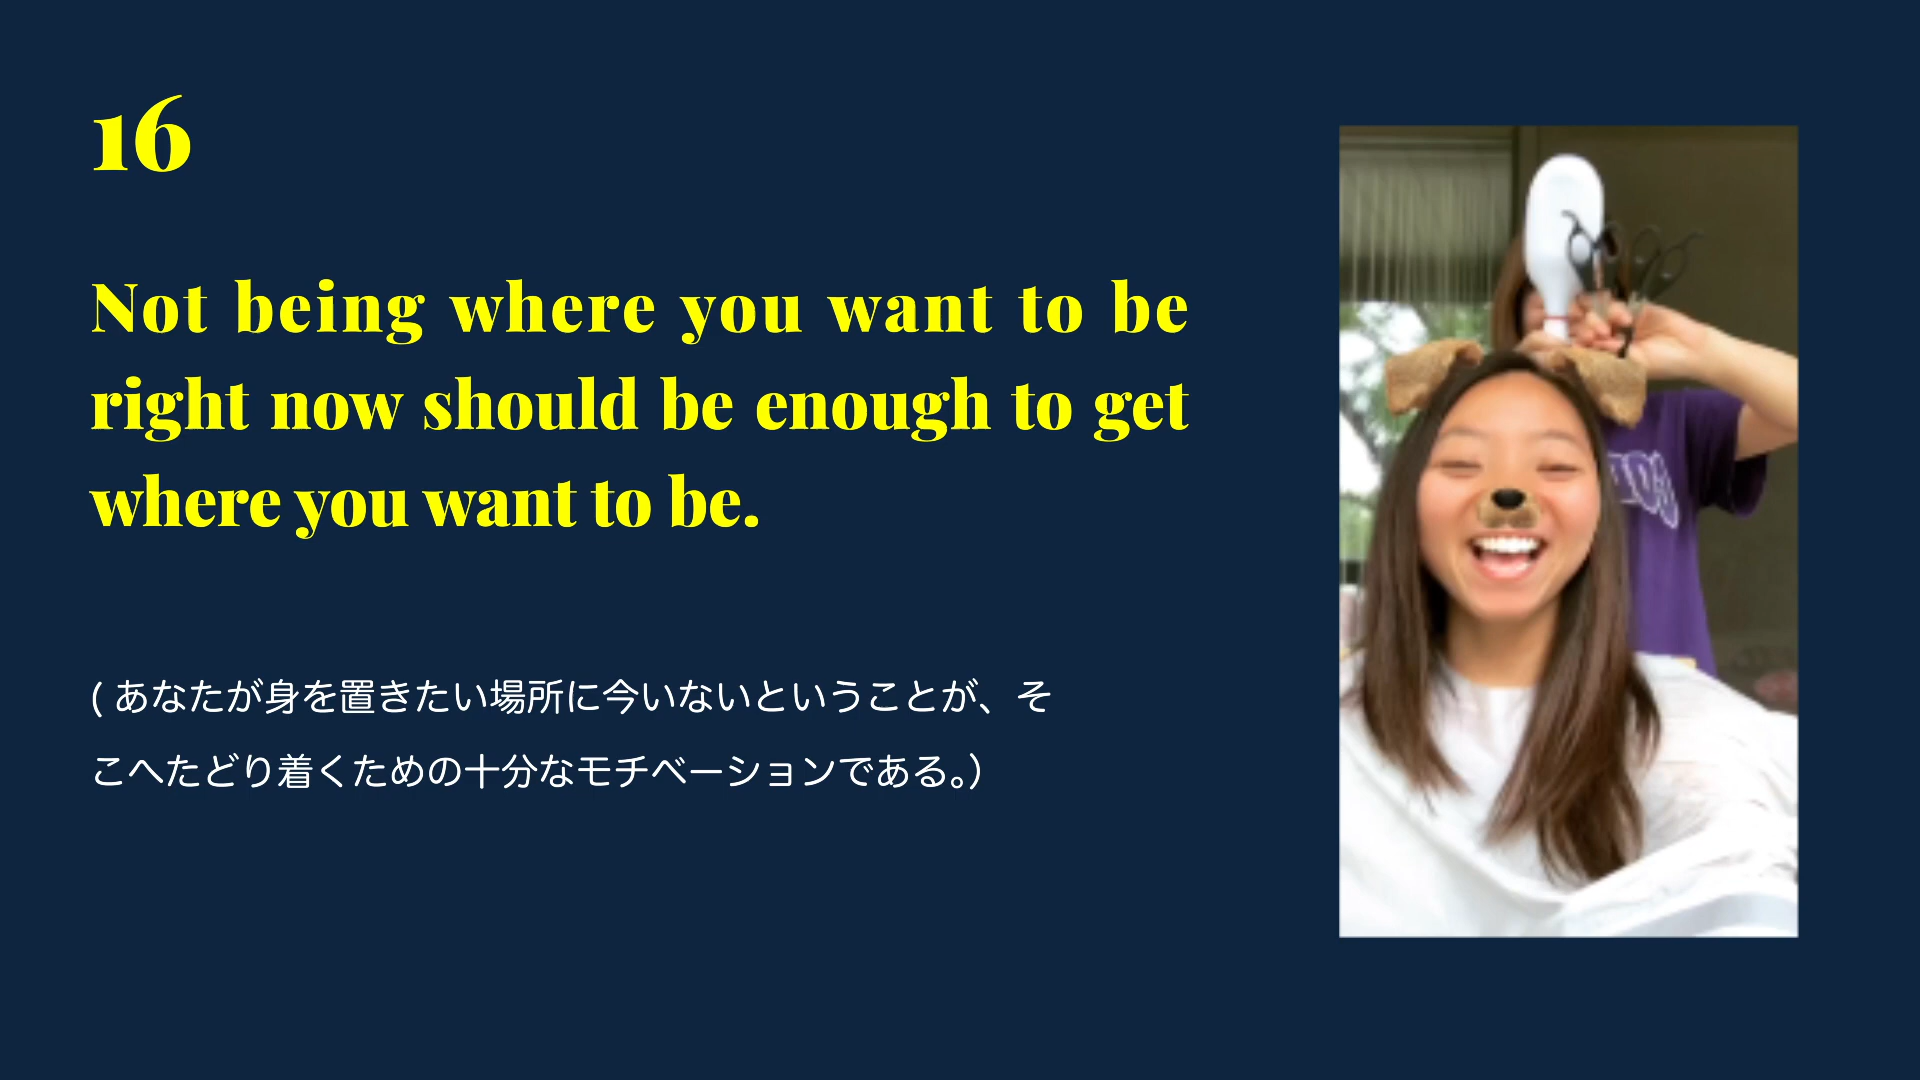 16
Not being where you want to be
right now should be enough to get
where you want to be.
( あなたが身を置きたい場所に今いないということが、そ
こへたどり着くための十分なモチベーションである。）